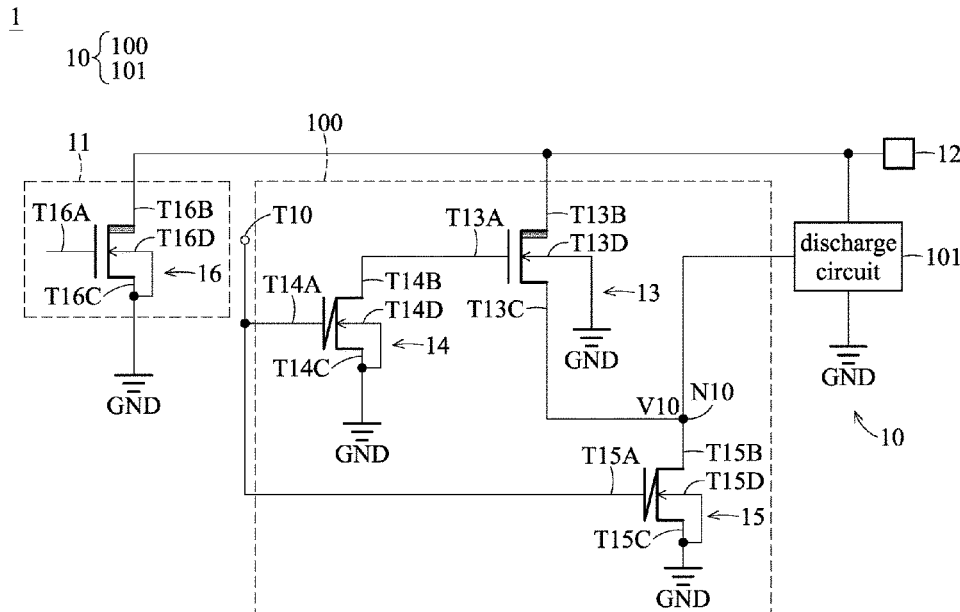 1
10 { 100
101
11
100
12
T16A
T16B
T16D
T16C
16
T10
T13A
T13B
T13D
T13C
13
discharge
circuit
101
T14A
T14B
T14D
T14C
14
GND
GND
GND
GND
V10
N10
10
T15A
T15B
T15D
T15C
15
GND